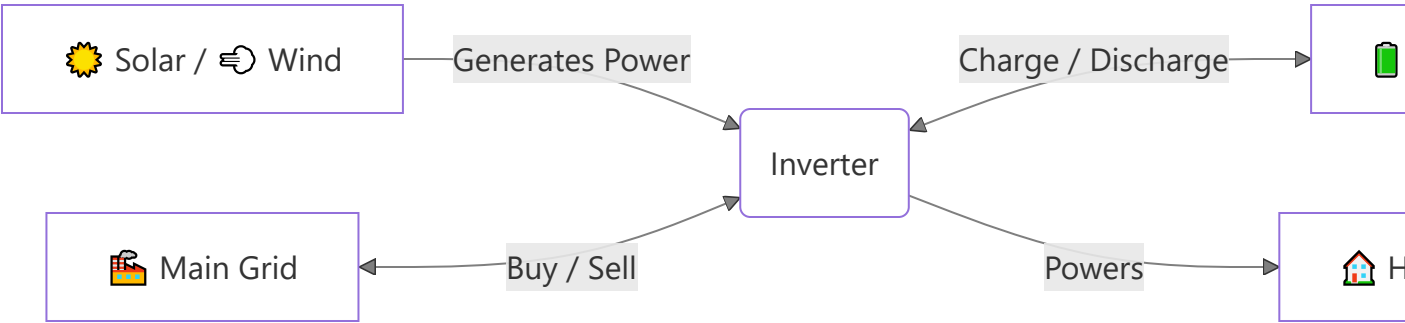 Solar / Wind
Generates Power
Charge / Discharge
Inverter
Main Grid
Buy / Sell
Powers